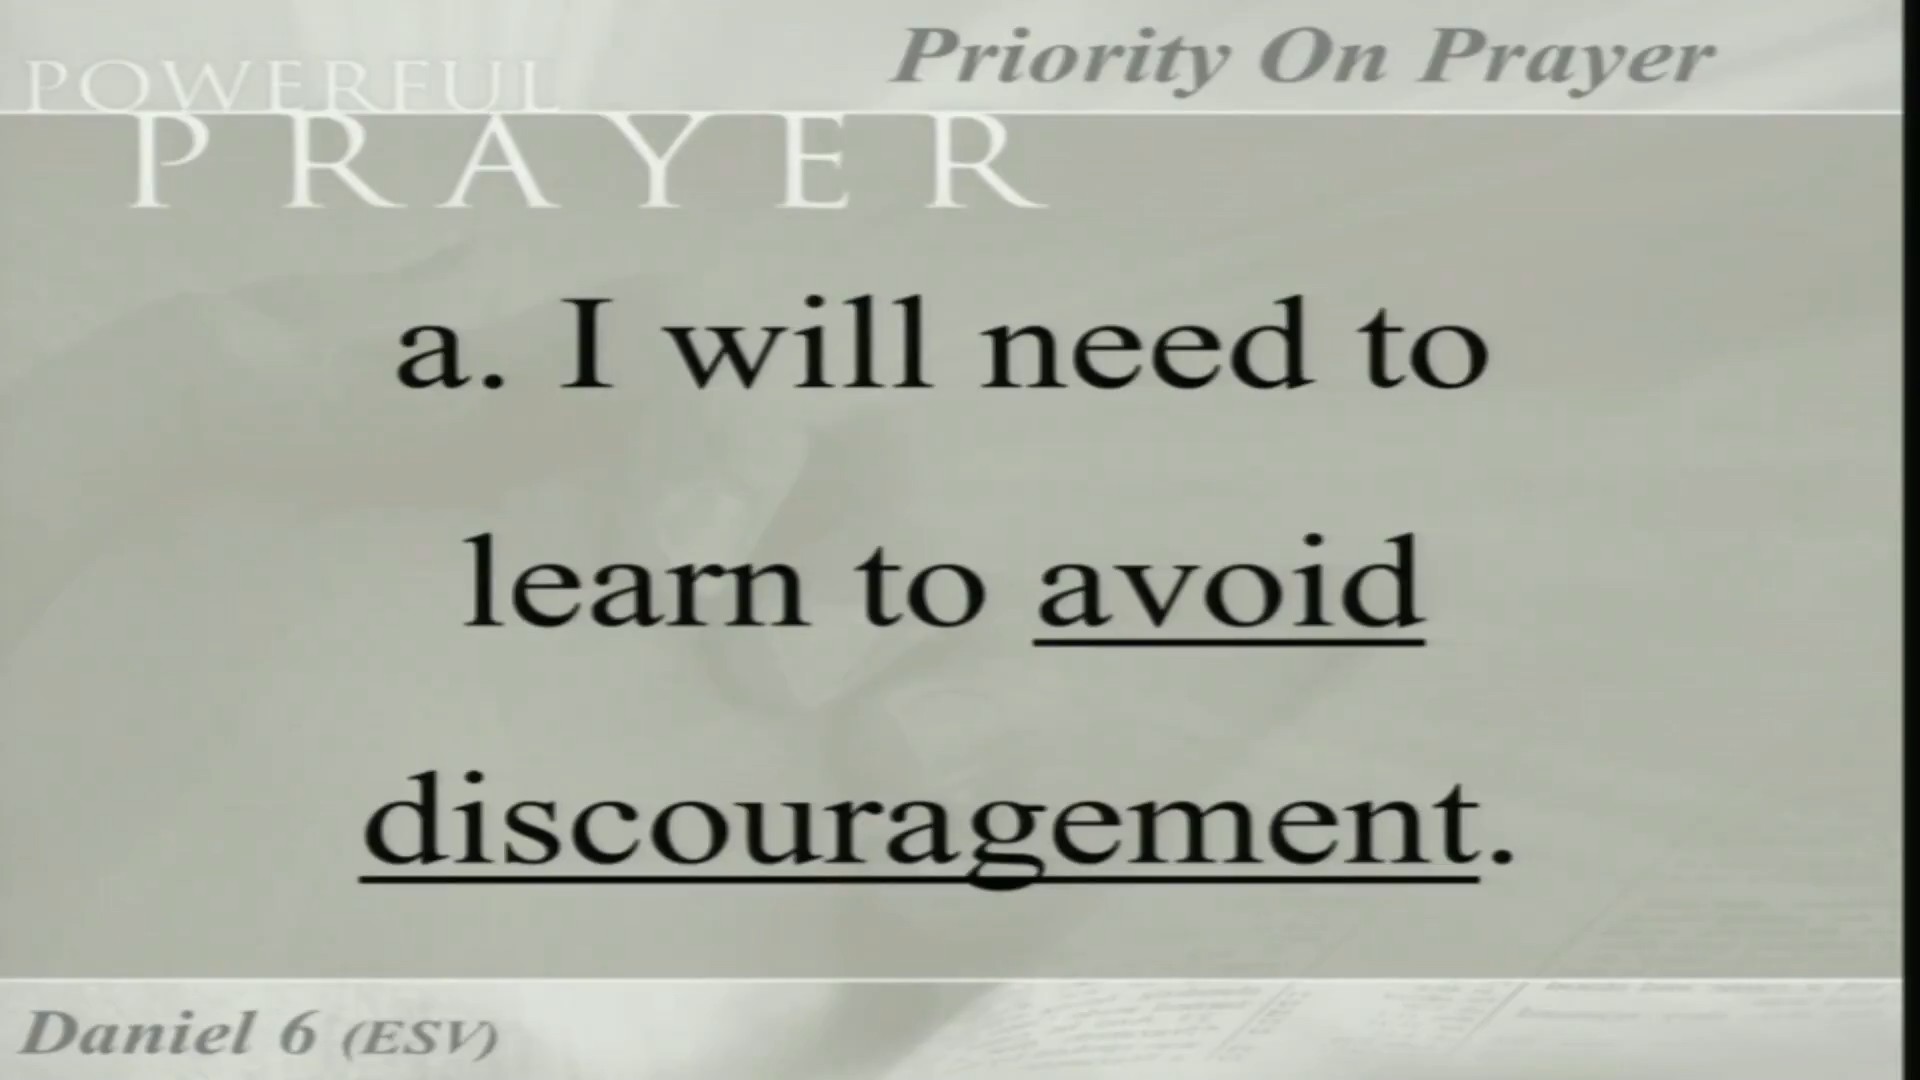 Priority On Prayer
POWERFUL
PRAYER
a. I will need to
learn to avoid
discouragement.
Daniel 6 (ESV)